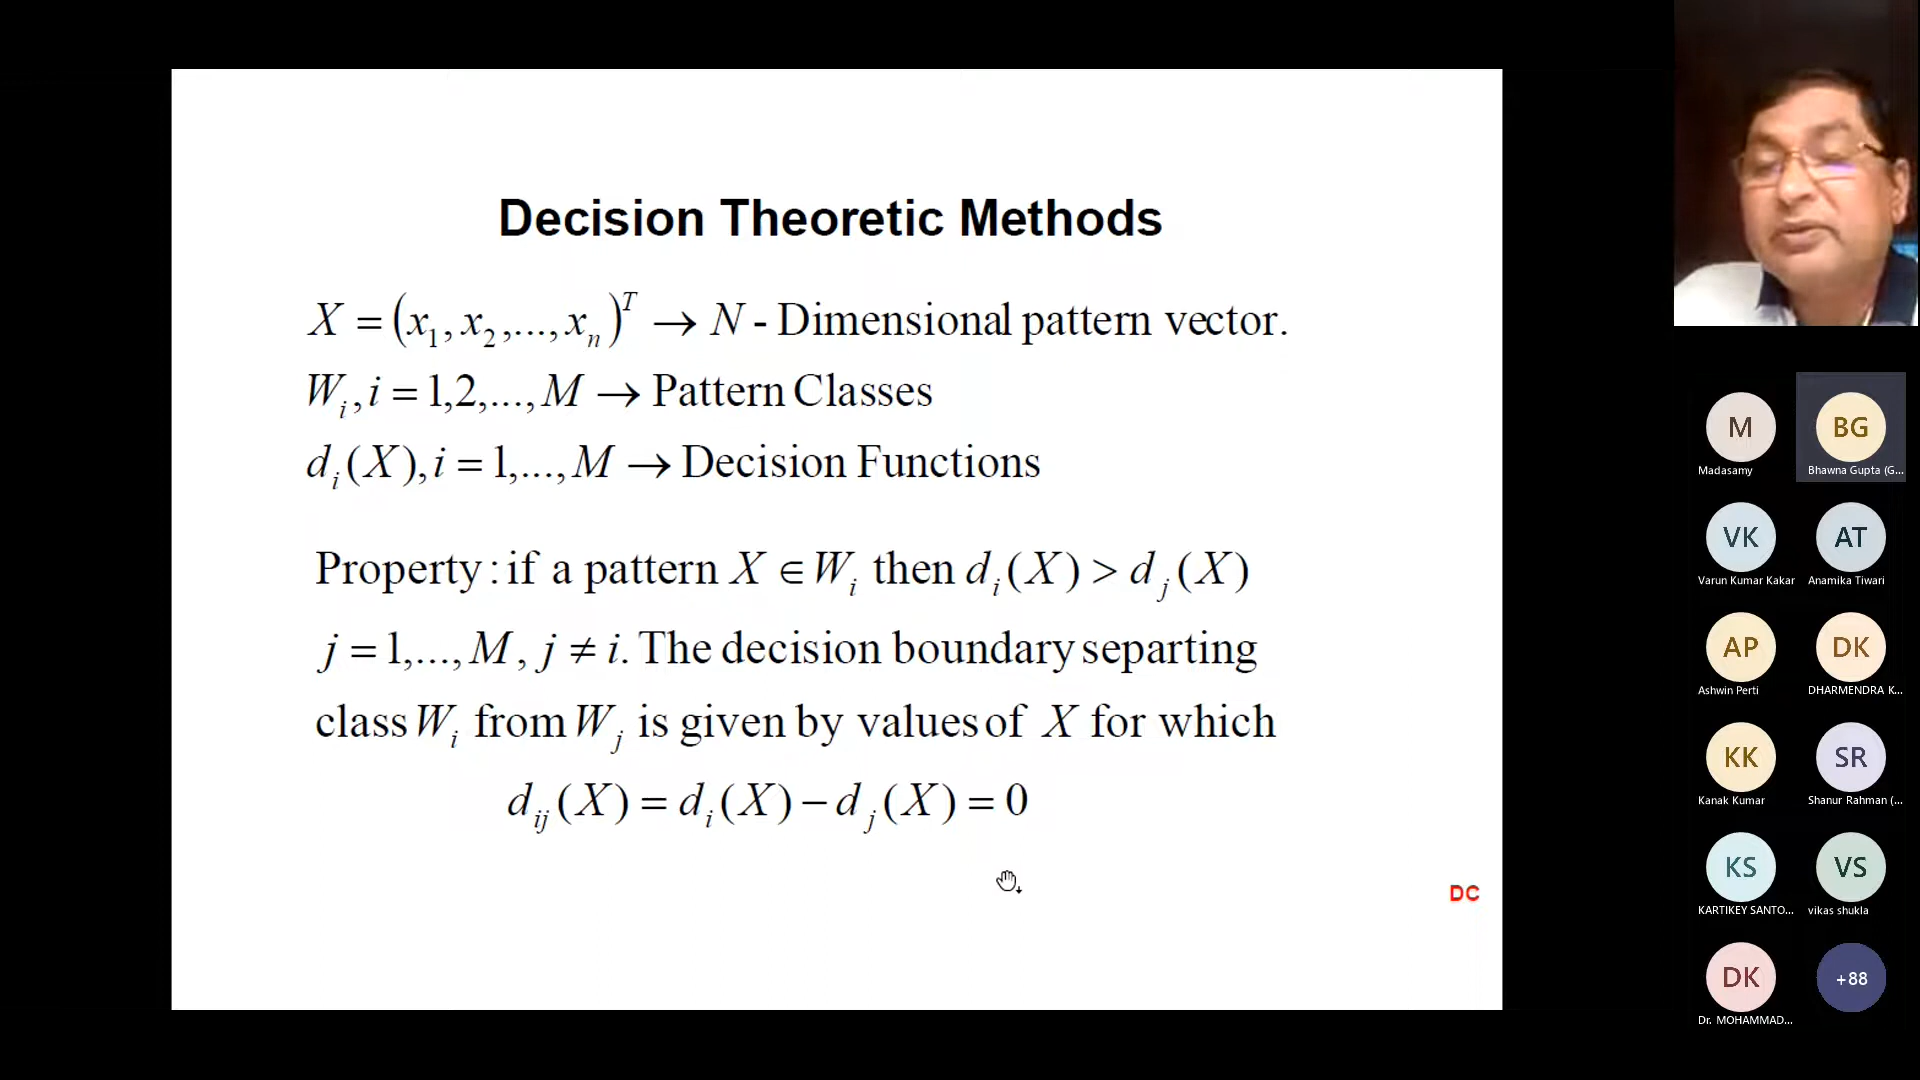 Decision Theoretic Methods
X = (x₁, x₂,..., xₙ)ᵀ → N - Dimensional pattern vector.
Wᵢ, i = 1,2,..., M → Pattern Classes
dᵢ(X), i = 1,..., M → Decision Functions
Property : if a pattern X ∈ Wᵢ then dᵢ(X) > dⱼ(X)
j = 1,..., M, j ≠ i. The decision boundary separting
class Wᵢ from Wⱼ is given by values of X for which
dᵢⱼ(X) = dᵢ(X) − dⱼ(X) = 0
DC
M BG
Madasamy Bhawna Gupta (G...
VK AT
Varun Kumar Kakar Anamika Tiwari
AP DK
Ashwin Perti DHARMENDRA K...
KK SR
Kanak Kumar Shanur Rahman (...
KS VS
KARTIKEY SANTO... vikas shukla
DK +88
Dr. MOHAMMAD...